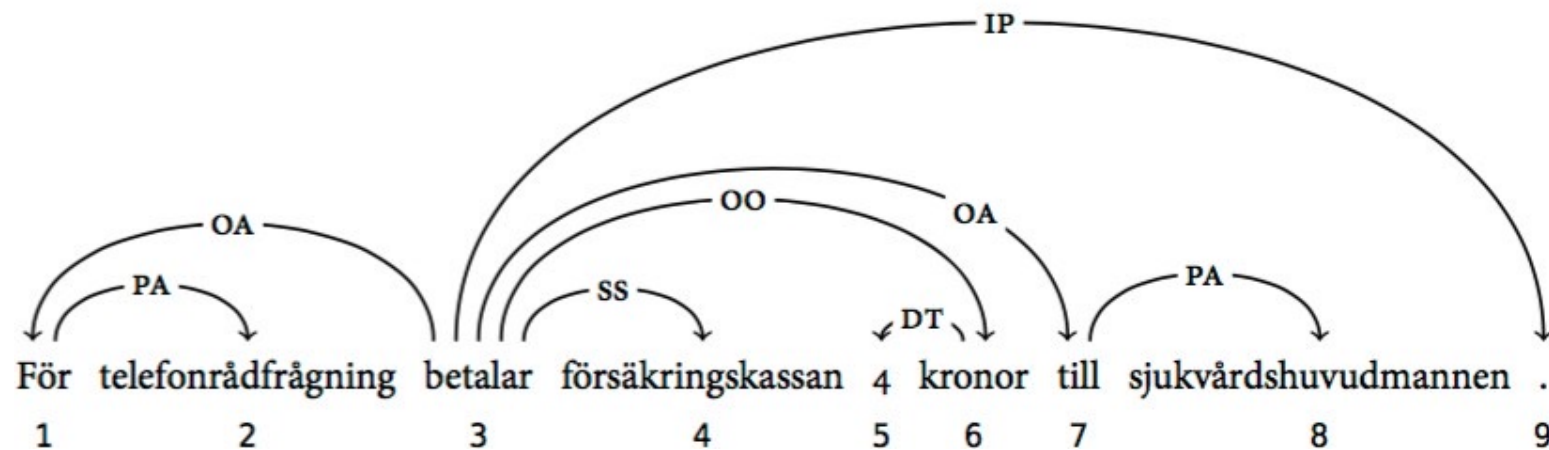 IP
OO
OA
OA
PA
SS
PA
DT
För telefonrådfrågning betalar försäkringskassan 4 kronor till sjukvårdshuvudmannen .
1 2 3 4 5 6 7 8 9